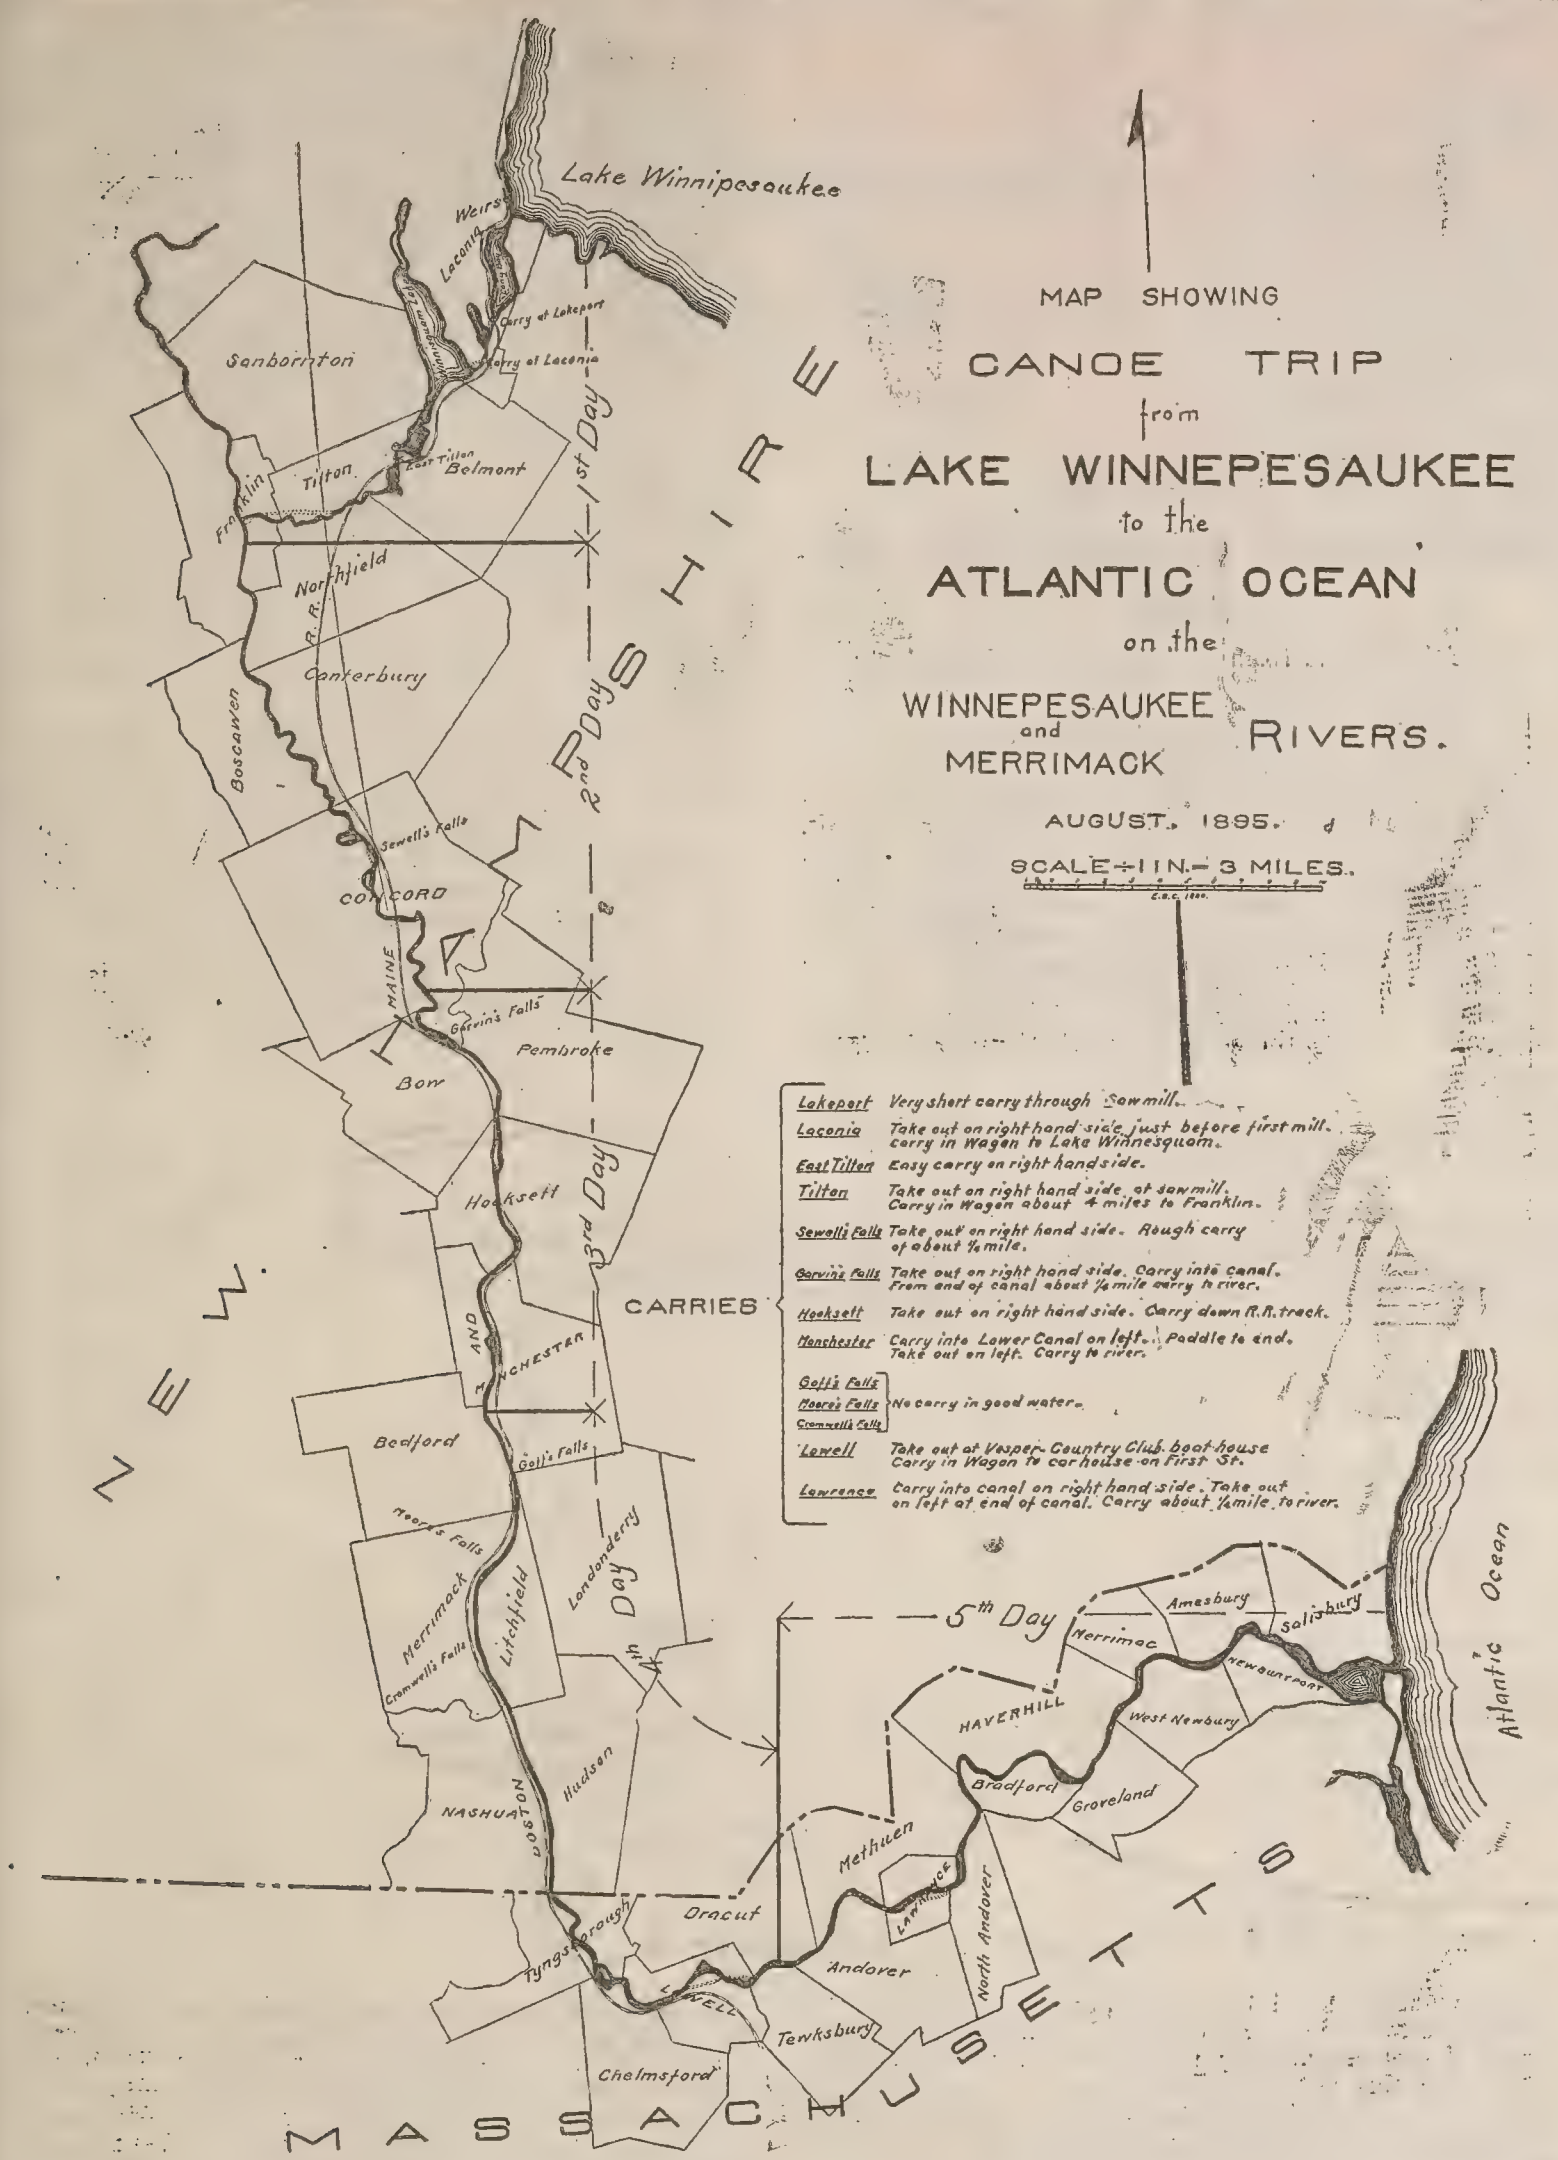 Lake Winnipesaukee
Weirs
Laconia
Carry at Lakeport
Carry at Laconia
Sanbornton
1st Day
Tilton
East Tilton
Belmont
Franklin
Northfield
R.R.
Canterbury
Boscawen
2nd Day
Sewell's Falls
CONCORD
MAINE
Garvin's Falls
Pembroke
Bow
Hooksett
3rd Day
AND
MANCHESTER
Bedford
Goff's Falls
Moore's Falls
Londonderry
Merrimack
Litchfield
4th Day
Cromwell's Falls
Hudson
NASHUA
BOSTON
NEW HAMPSHIRE
MAP SHOWING
CANOE TRIP
from
LAKE WINNEPESAUKEE
to the
ATLANTIC OCEAN
on the
WINNEPESAUKEE
and
MERRIMACK
RIVERS.
AUGUST. 1895.
SCALE÷1 IN.- 3 MILES.
CARRIES
Lakeport Very short carry through Sawmill.
Laconia Take out on right hand side just before first mill.
Carry in Wagon to Lake Winnesquam.
East Tilton Easy carry on right hand side.
Tilton Take out on right hand side at sawmill.
Carry in Wagon about 4 miles to Franklin.
Sewell's Falls Take out on right hand side. Rough carry
of about ¼ mile.
Garvin's Falls Take out on right hand side. Carry into Canal.
From end of canal about ¼ mile carry to river.
Hooksett Take out on right hand side. Carry down R.R. track.
Manchester Carry into Lower Canal on left. Paddle to end.
Take out on left. Carry to river.
Goff's Falls
Moore's Falls No carry in good water.
Cromwell's Falls
Lowell Take out at Vesper-Country Club boat house
Carry in Wagon to car house on First St.
Lawrence Carry into canal on right hand side. Take out
on left at end of canal. Carry about ¼ mile to river.
5th Day
Amesbury
Salisbury
Merrimac
NEWBURYPORT
HAVERHILL
West Newbury
Bradford
Groveland
Atlantic Ocean
Methuen
LAWRENCE
North Andover
Dracut
Tyngsborough
Andover
LOWELL
Tewksbury
Chelmsford
MASSACHUSETTS